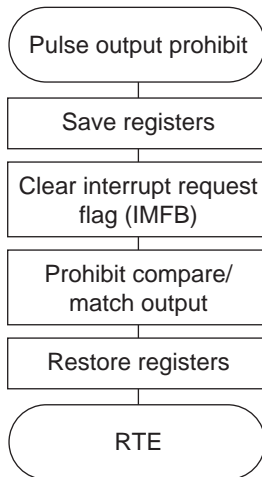 Pulse output prohibit
Save registers
Clear interrupt request
flag (IMFB)
Prohibit compare/
match output
Restore registers
RTE